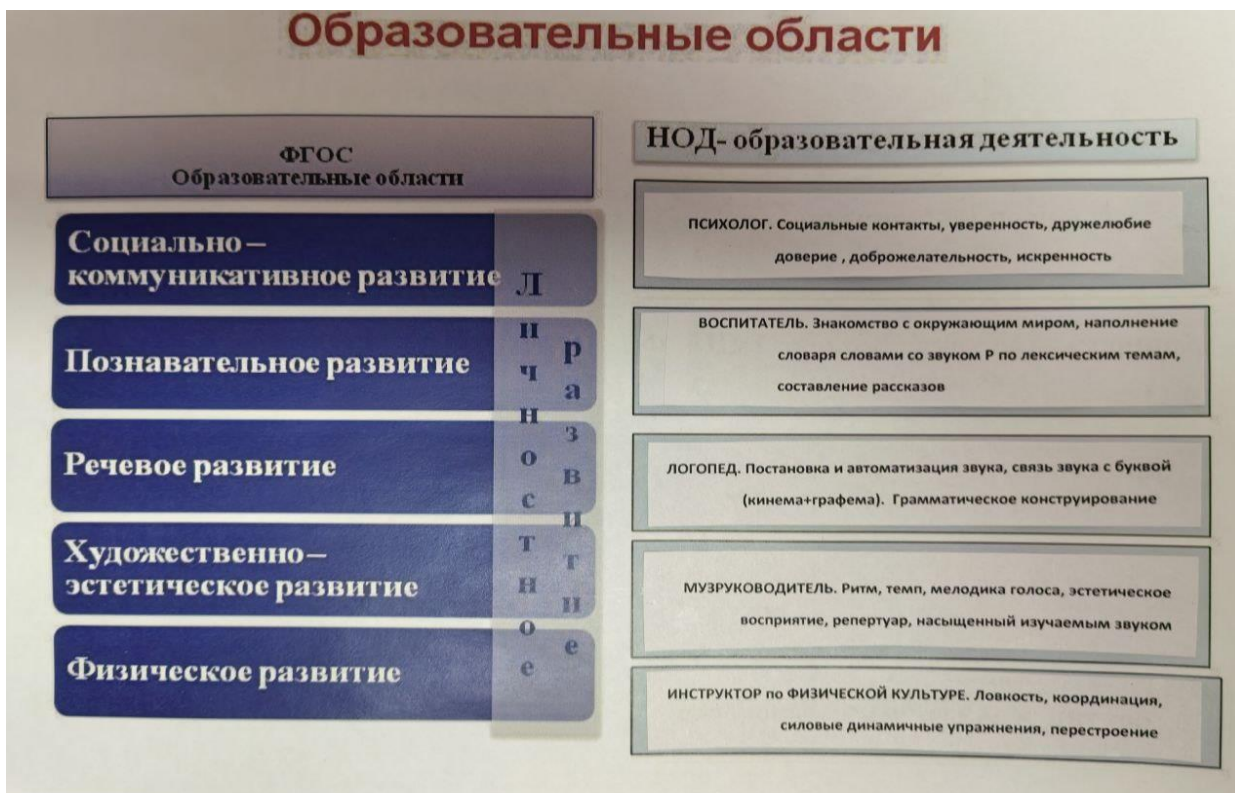 Образовательные области
ФГОС
Образовательные области
Социально –
коммуникативное развитие
Познавательное развитие
Речевое развитие
Художественно –
эстетическое развитие
Физическое развитие
Личностное
развитие
НОД- образовательная деятельность
ПСИХОЛОГ. Социальные контакты, уверенность, дружелюбие
доверие , доброжелательность, искренность
ВОСПИТАТЕЛЬ. Знакомство с окружающим миром, наполнение
словаря словами со звуком Р по лексическим темам,
составление рассказов
ЛОГОПЕД. Постановка и автоматизация звука, связь звука с буквой
(кинема+графема). Грамматическое конструирование
МУЗРУКОВОДИТЕЛЬ. Ритм, темп, мелодика голоса, эстетическое
восприятие, репертуар, насыщенный изучаемым звуком
ИНСТРУКТОР по ФИЗИЧЕСКОЙ КУЛЬТУРЕ. Ловкость, координация,
силовые динамичные упражнения, перестроение